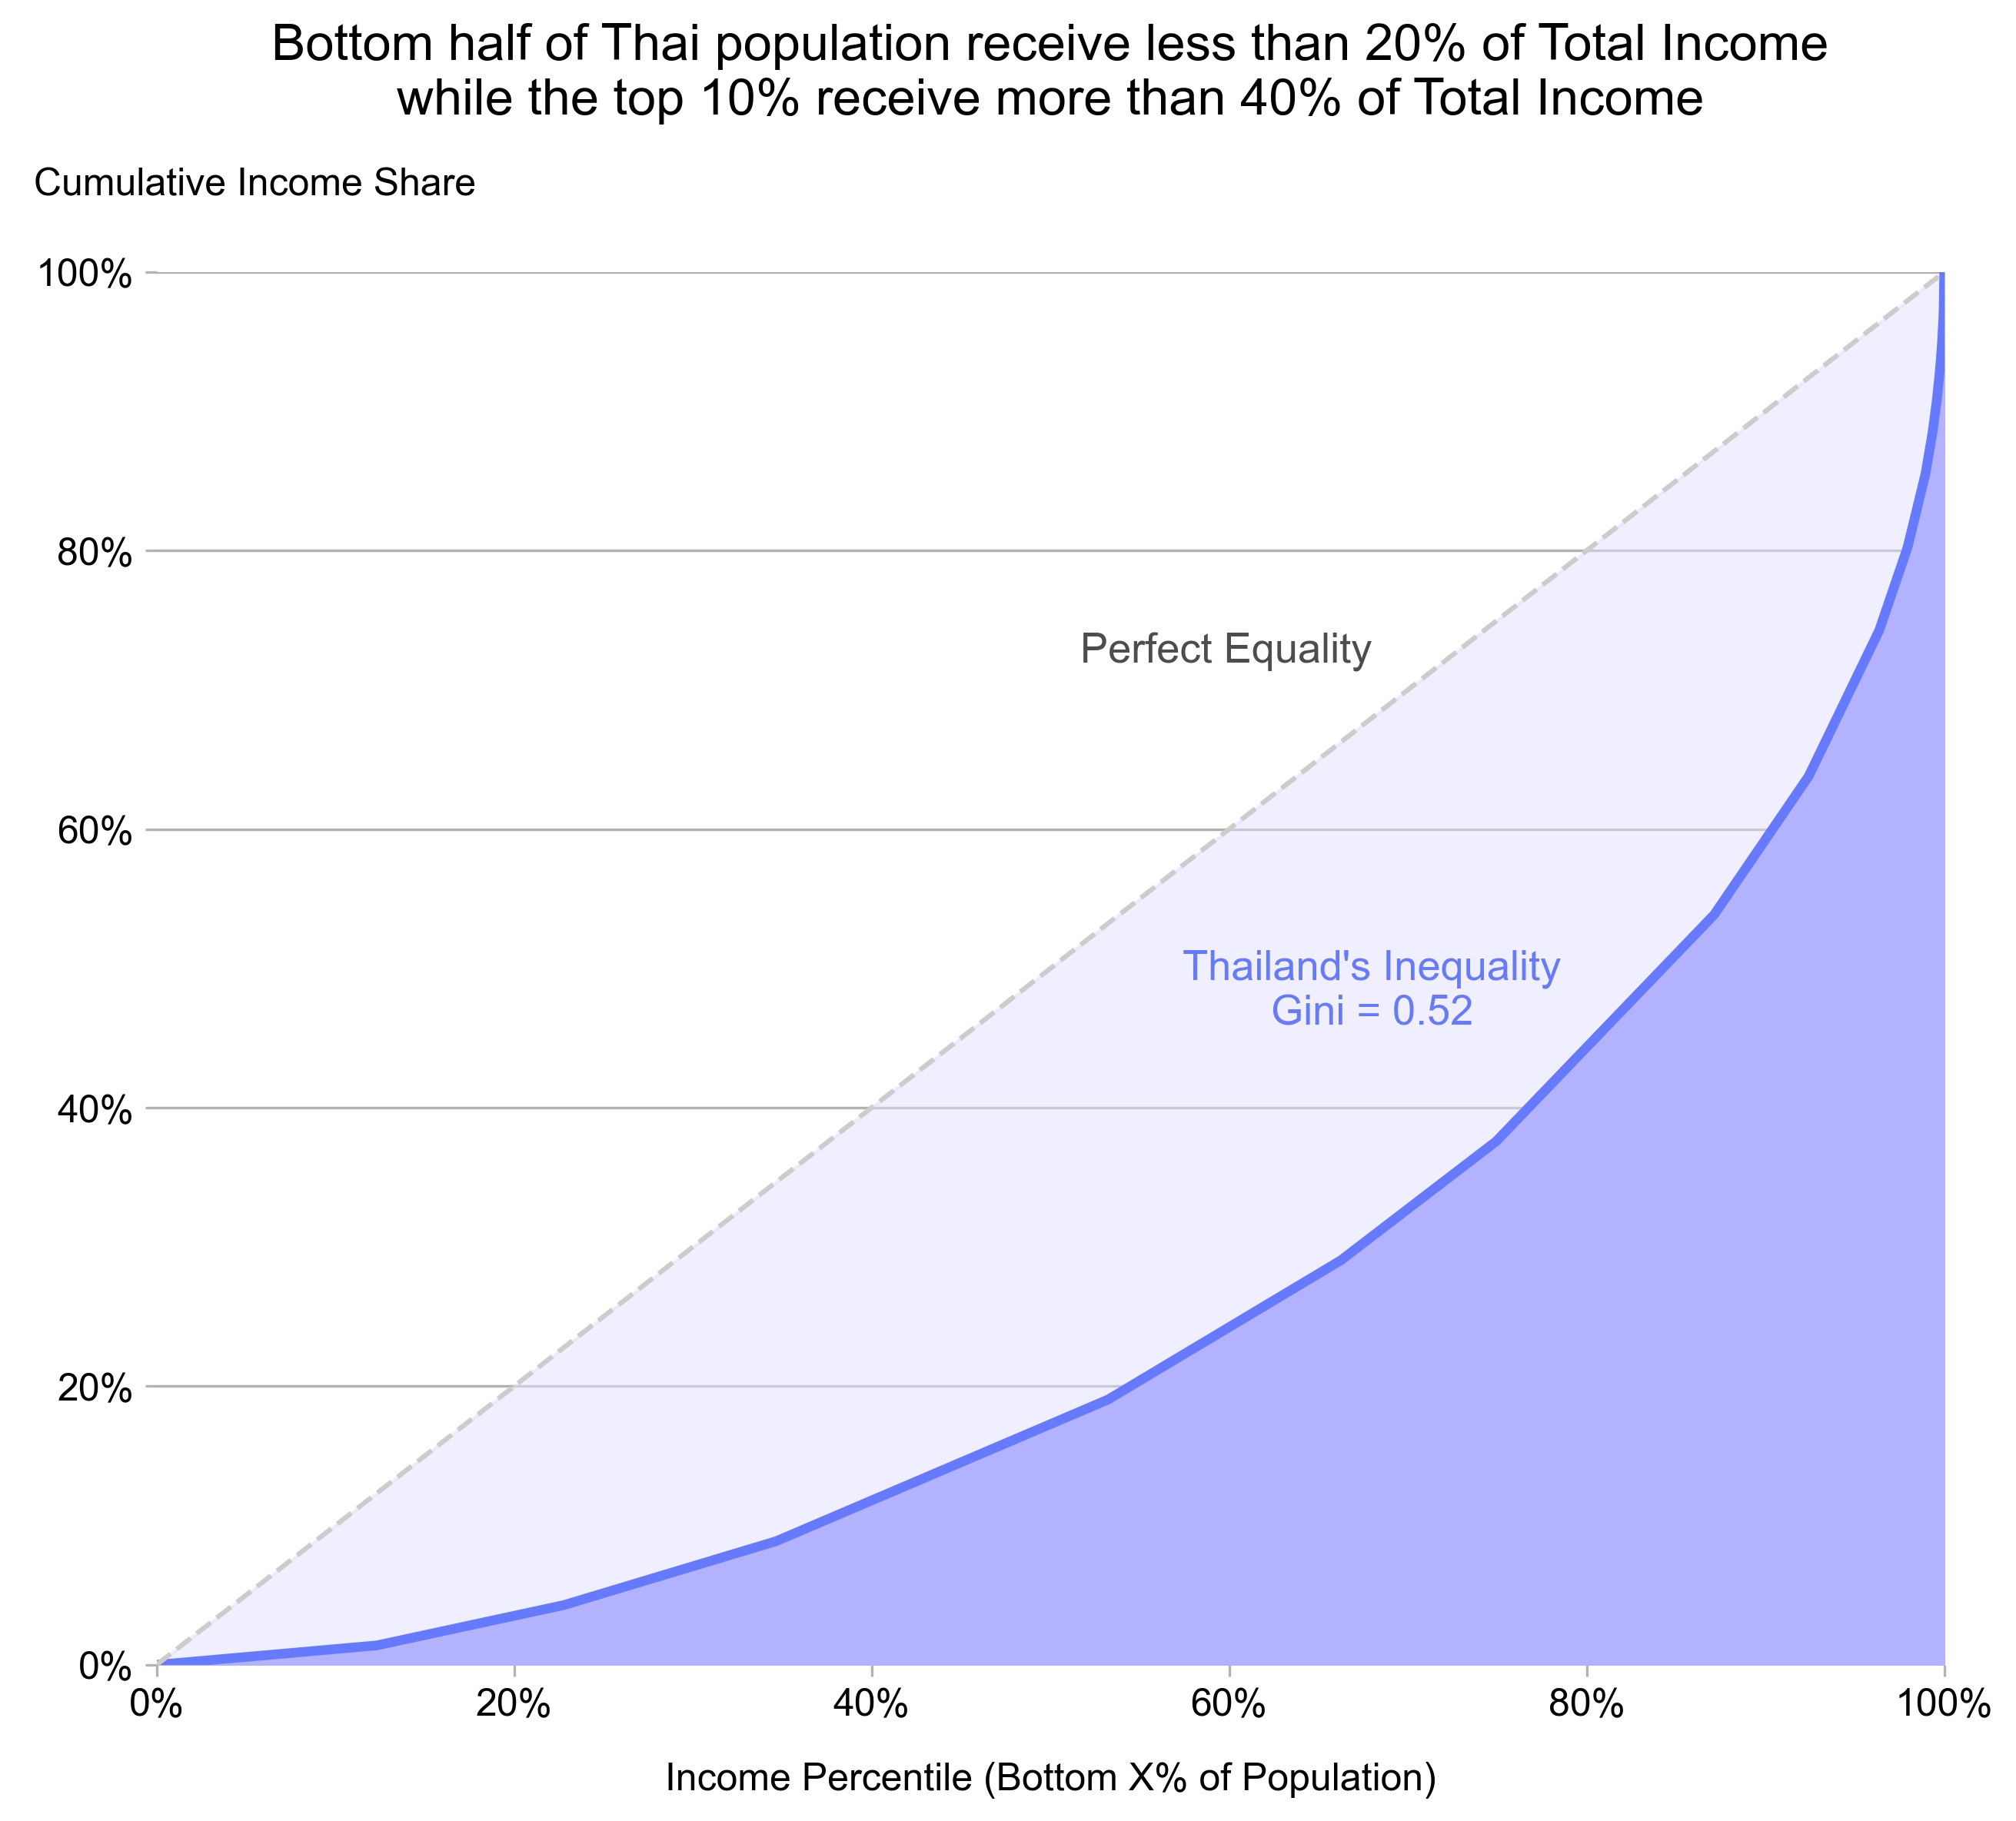 Bottom half of Thai population receive less than 20% of Total Income
while the top 10% receive more than 40% of Total Income
Cumulative Income Share
100%
80%
Perfect Equality
60%
Thailand's Inequality
Gini = 0.52
40%
20%
0%
0%
20%
40%
60%
80%
100%
Income Percentile (Bottom X% of Population)